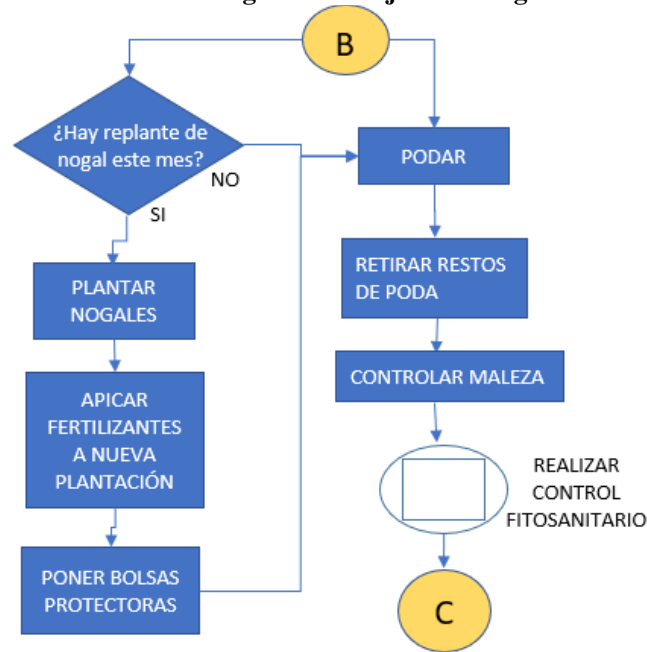 B
¿Hay replante de
nogal este mes?
NO
SI
PLANTAR
NOGALES
APICAR
FERTILIZANTES
A NUEVA
PLANTACIÓN
PONER BOLSAS
PROTECTORAS
PODAR
RETIRAR RESTOS
DE PODA
CONTROLAR MALEZA
REALIZAR
CONTROL
FITOSANITARIO
C